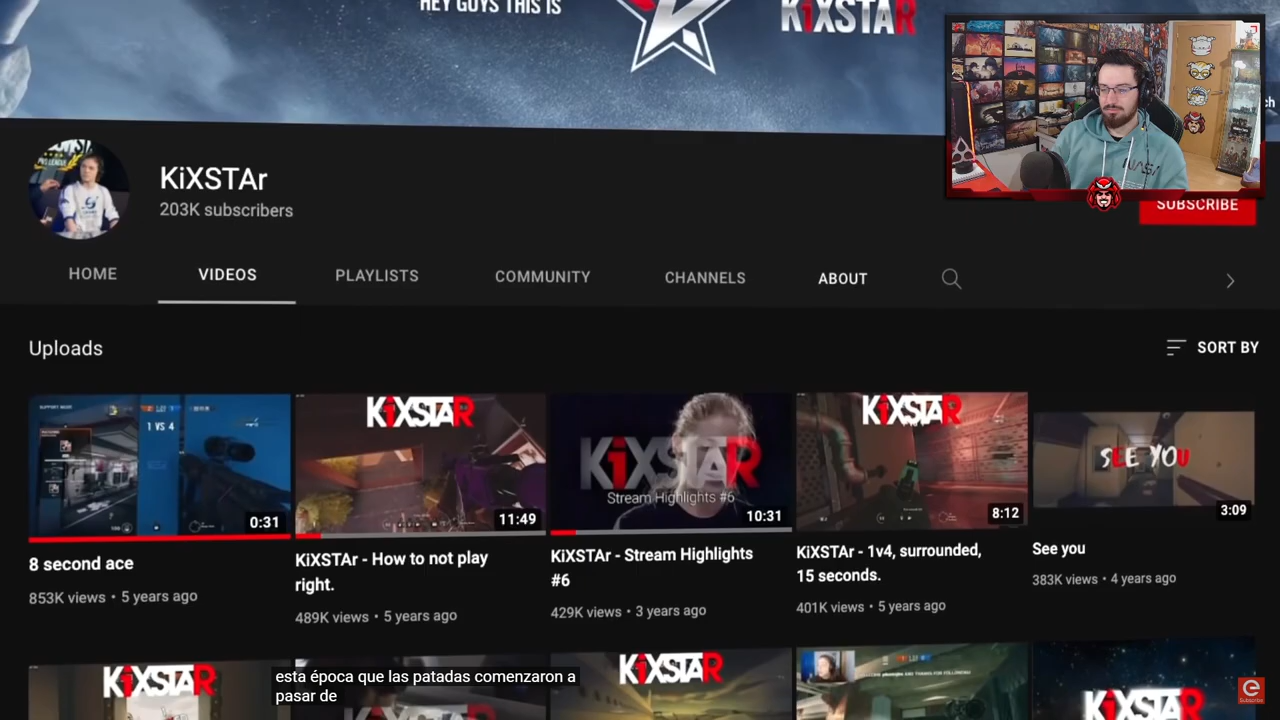 HEY GUYS THIS IS
KiXSTAR
KiXSTAr
203K subscribers
SUBSCRIBE
HOME
VIDEOS
PLAYLISTS
COMMUNITY
CHANNELS
ABOUT
Uploads
SORT BY
1 VS 4
0:31
KiXSTAR
11:49
KiXSTAR
Stream Highlights #6
10:31
KiXSTAR
8:12
SEE YOU
3:09
8 second ace
853K views • 5 years ago
KiXSTAr - How to not play
right.
489K views • 5 years ago
KiXSTAr - Stream Highlights
#6
429K views • 3 years ago
KiXSTAr - 1v4, surrounded,
15 seconds.
401K views • 5 years ago
See you
383K views • 4 years ago
KiXSTAR
KiXSTAR
KiXSTAR
KiXSTAR
esta época que las patadas comenzaron a
pasar de
NASA
Subscribe